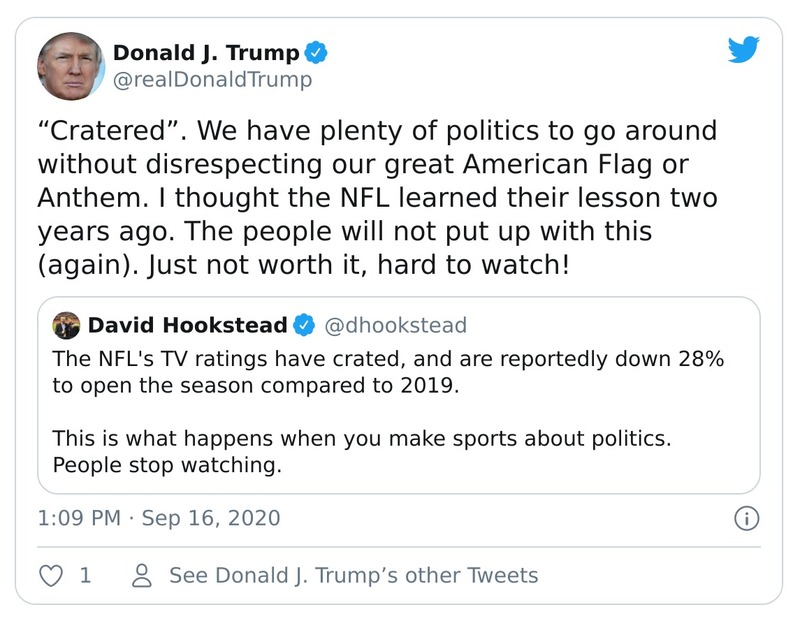 Donald J. Trump
@realDonaldTrump
“Cratered”. We have plenty of politics to go around
without disrespecting our great American Flag or
Anthem. I thought the NFL learned their lesson two
years ago. The people will not put up with this
(again). Just not worth it, hard to watch!
David Hookstead @dhookstead
The NFL's TV ratings have crated, and are reportedly down 28%
to open the season compared to 2019.
This is what happens when you make sports about politics.
People stop watching.
1:09 PM · Sep 16, 2020
1 See Donald J. Trump’s other Tweets